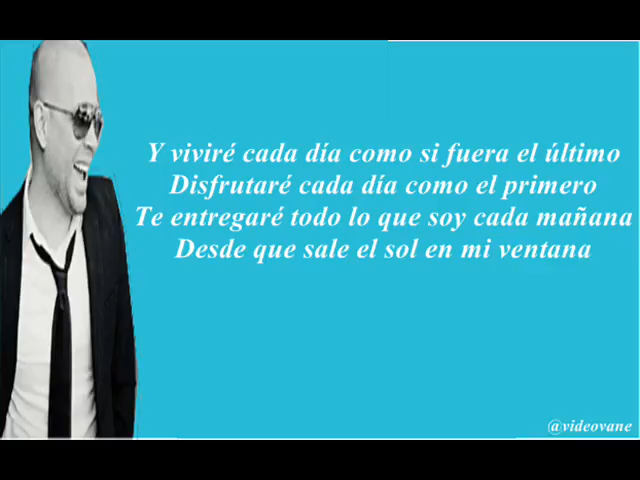 Y viviré cada día como si fuera el último
Disfrutaré cada día como el primero
Te entregaré todo lo que soy cada mañana
Desde que sale el sol en mi ventana
@videovane